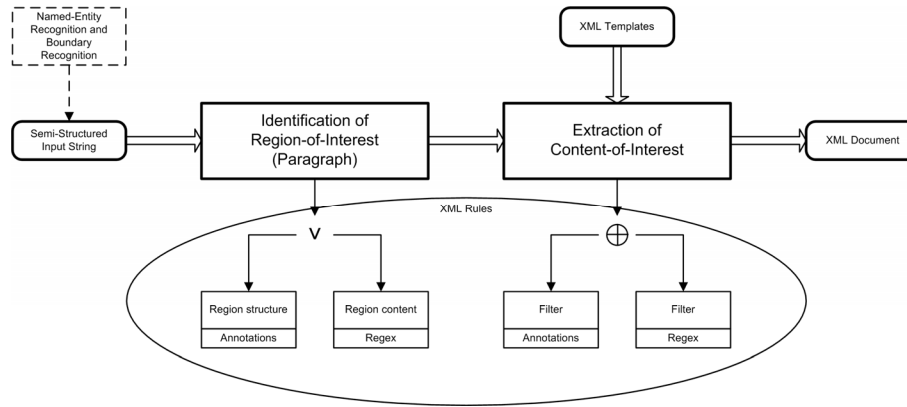 Named-Entity
Recognition and
Boundary
Recognition
XML Templates
Semi-Structured
Input String
Identification of
Region-of-Interest
(Paragraph)
Extraction of
Content-of-Interest
XML Document
XML Rules
v
Region structure
Annotations
Region content
Regex
Filter
Annotations
Filter
Regex